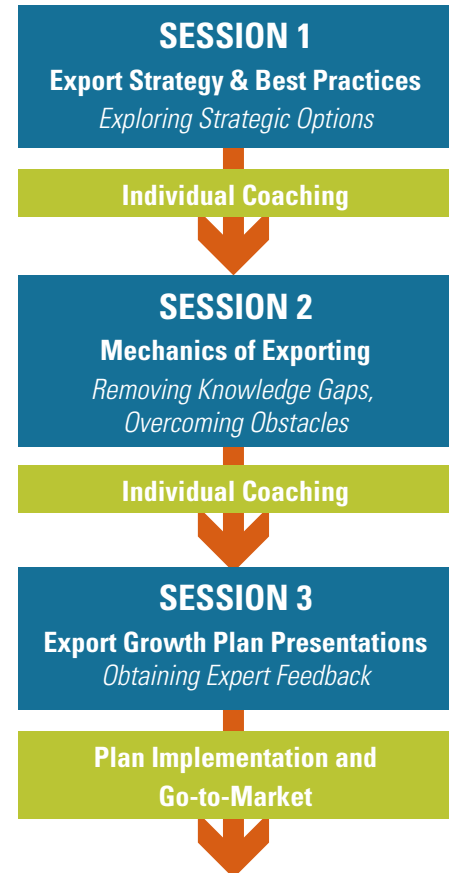 SESSION 1
Export Strategy & Best Practices
Exploring Strategic Options
Individual Coaching
SESSION 2
Mechanics of Exporting
Removing Knowledge Gaps,
Overcoming Obstacles
Individual Coaching
SESSION 3
Export Growth Plan Presentations
Obtaining Expert Feedback
Plan Implementation and
Go-to-Market